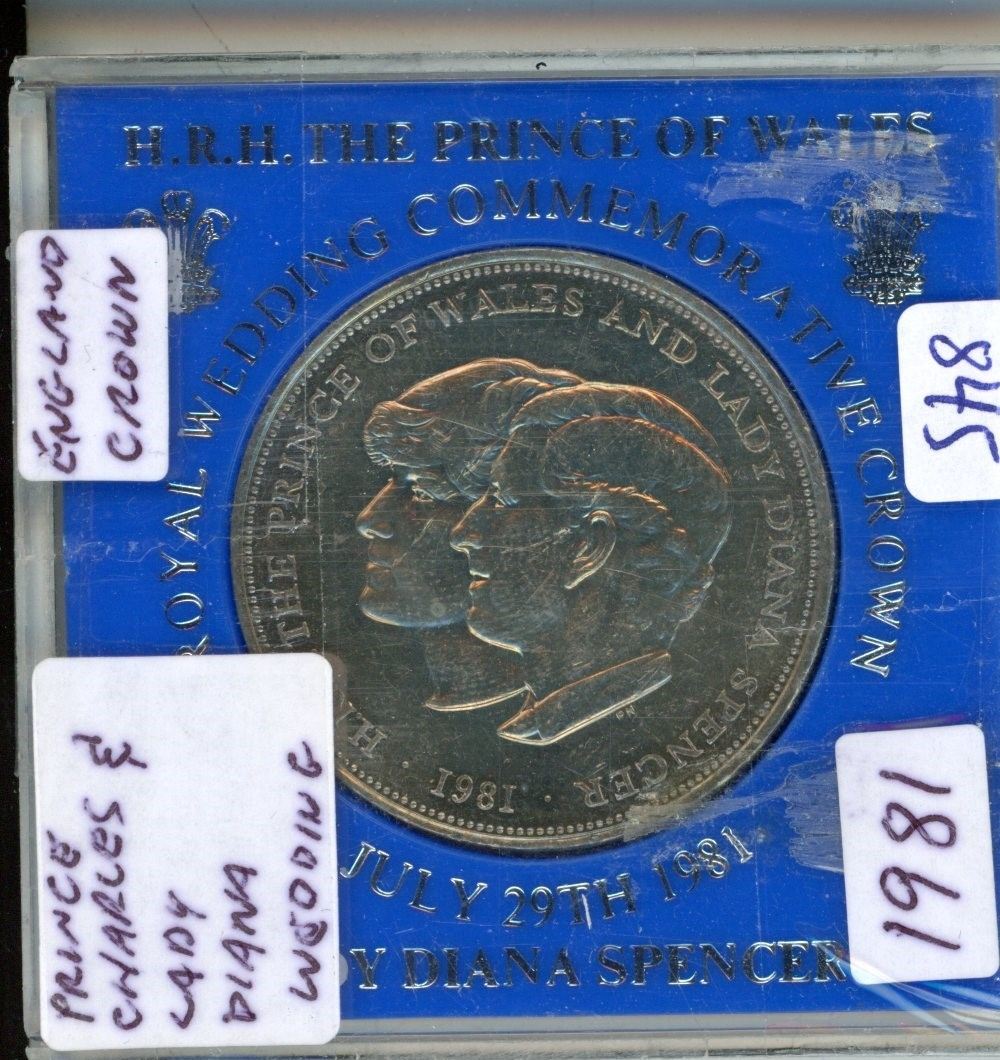 H.R.H. THE PRINCE OF WALES
ROYAL WEDDING COMMEMORATIVE CROWN
ENGLAND
CROWN
H. THE PRINCE OF WALES AND LADY DIANA SPENCER
· 1981 ·
PRINCE
CHARLES &
LADY
DIANA
WEDDING
1981
JULY 29TH 1981
Y DIANA SPENCER